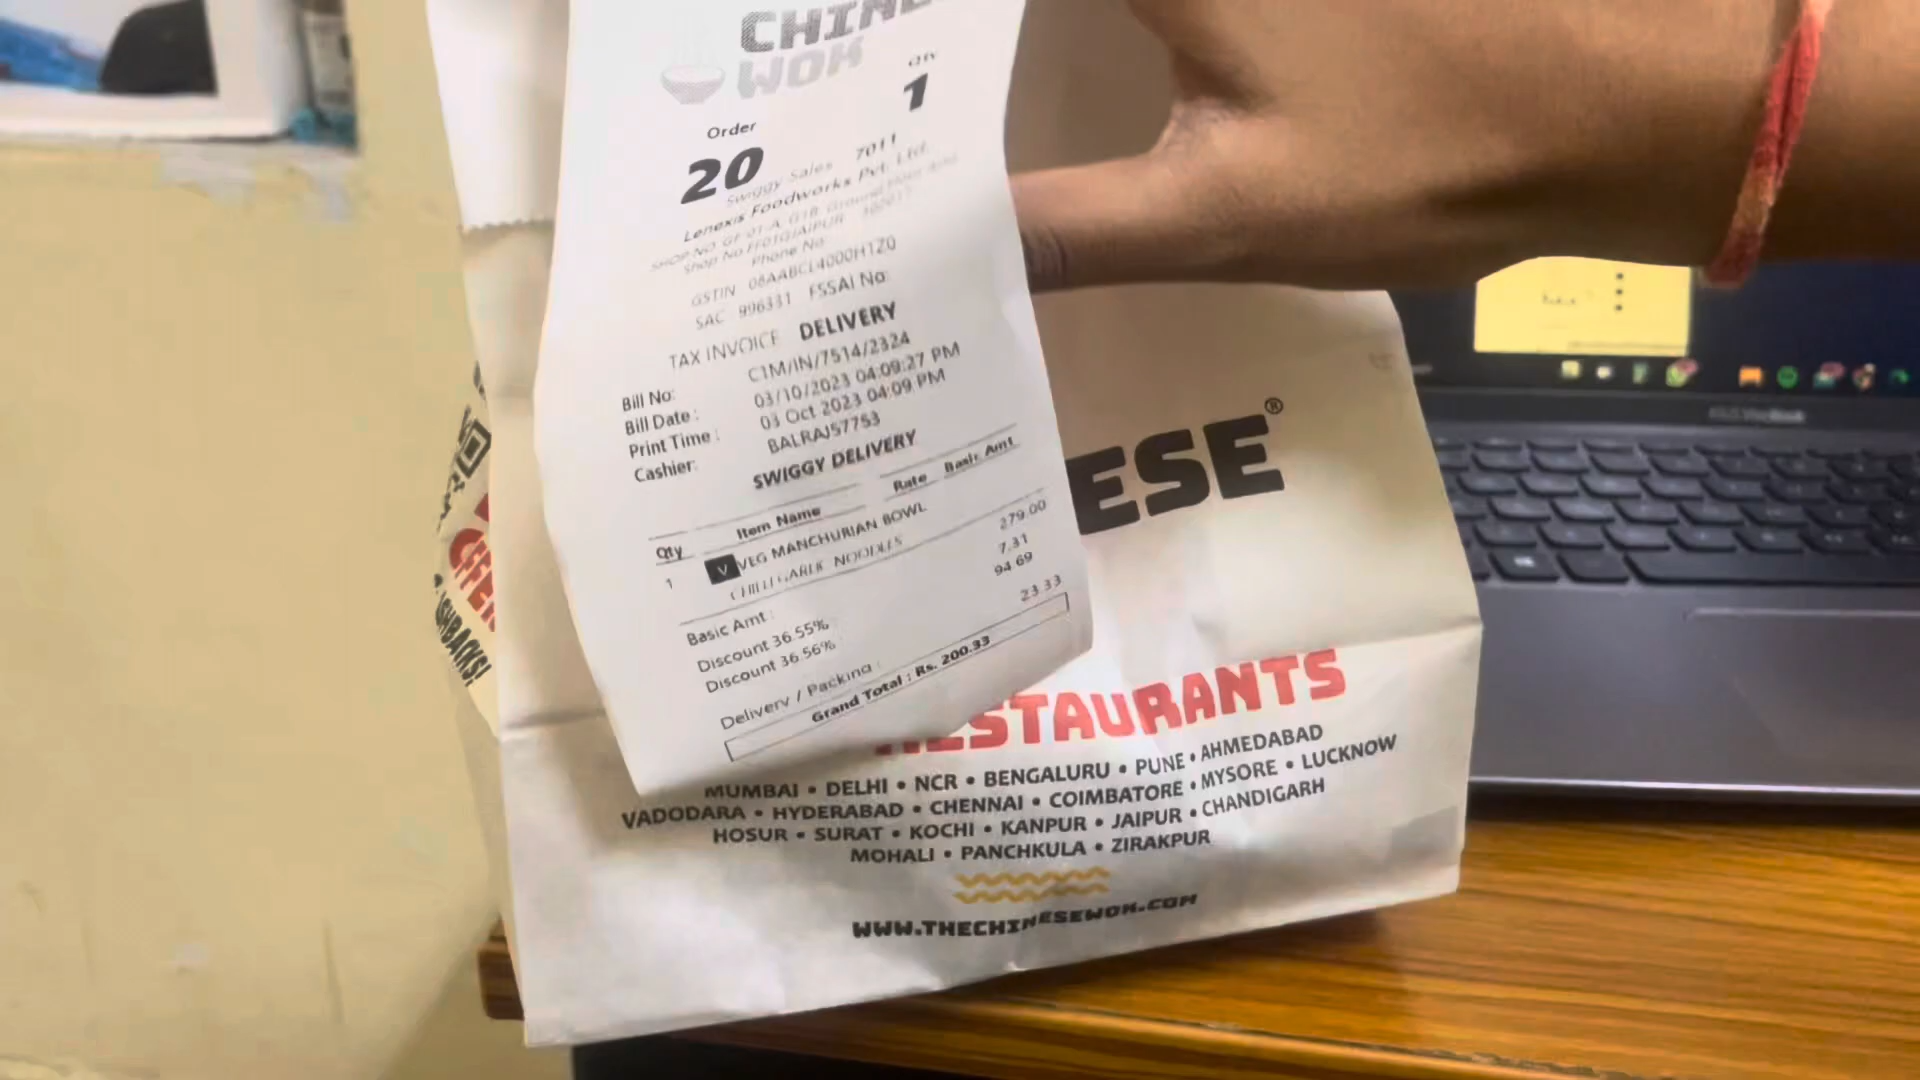 CHINE
WOK
Qty
1
Order
20
Swiggy Sales 7011
Lenexis Foodworks Pvt. Ltd.
Phone No:
GSTIN 08AABCL4000H1Z0
SAC 996331 FSSAI No:
TAX INVOICE DELIVERY
Bill No: C1M/IN/7514/2324
Bill Date: 03/10/2023 04:09:27 PM
Print Time: 03 Oct 2023 04:09 PM
Cashier: BALRAJ57753
SWIGGY DELIVERY
Qty Item Name Rate Basic Amt
1 V VEG MANCHURIAN BOWL
CHILLI GARLIC NOODLES
Basic Amt : 279.00
Discount 36.55% 7.31
Discount 36.56% 94.69
Delivery / Packing : 23.33
Grand Total : Rs. 200.33
ESE®
RESTAURANTS
MUMBAI • DELHI • NCR • BENGALURU • PUNE • AHMEDABAD
VADODARA • HYDERABAD • CHENNAI • COIMBATORE • MYSORE • LUCKNOW
HOSUR • SURAT • KOCHI • KANPUR • JAIPUR • CHANDIGARH
MOHALI • PANCHKULA • ZIRAKPUR
WWW.THECHINESEWOK.COM
SHBACKS!